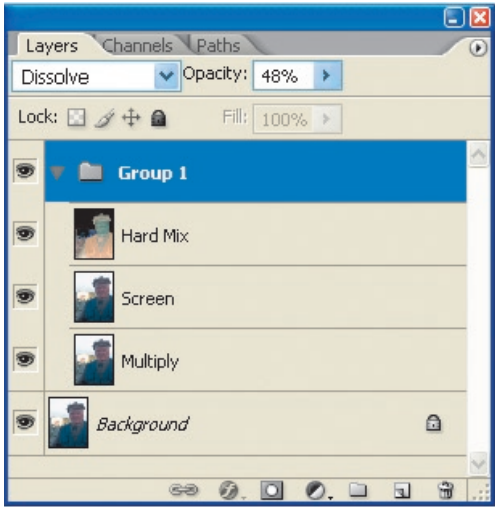 Layers Channels Paths
Dissolve Opacity: 48%
Lock: Fill: 100%
Group 1
Hard Mix
Screen
Multiply
Background